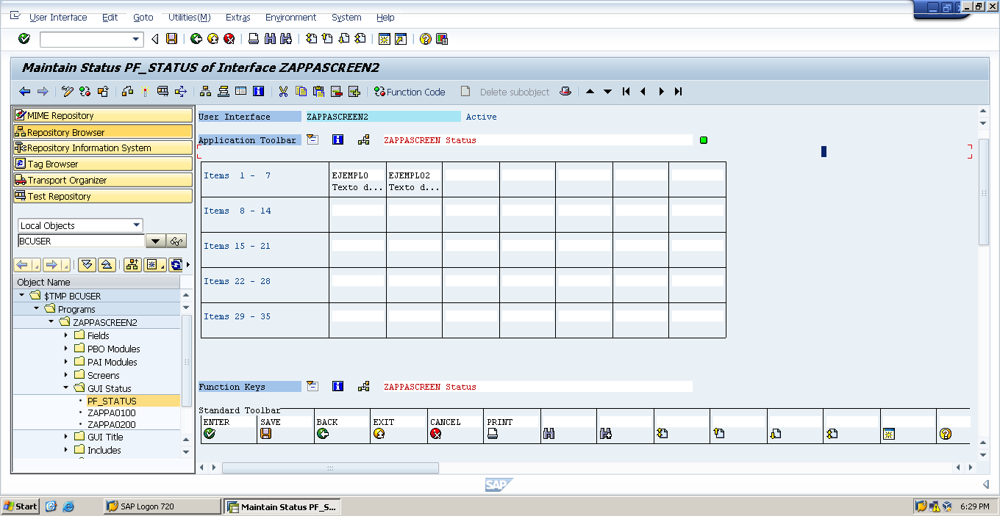 User Interface Edit Goto Utilities(M) Extras Environment System Help
Maintain Status PF_STATUS of Interface ZAPPASCREEN2
Function Code Delete subobject
MIME Repository
Repository Browser
Repository Information System
Tag Browser
Transport Organizer
Test Repository
Local Objects
BCUSER
Object Name
$TMP BCUSER
Programs
ZAPPASCREEN2
Fields
PBO Modules
PAI Modules
Screens
GUI Status
PF_STATUS
ZAPPA0100
ZAPPA0200
GUI Title
Includes
User Interface ZAPPASCREEN2 Active
Application Toolbar ZAPPASCREEN Status
Items 1 - 7 EJEMPLO EJEMPLO2
Texto d... Texto d...
Items 8 - 14
Items 15 - 21
Items 22 - 28
Items 29 - 35
Function Keys ZAPPASCREEN Status
Standard Toolbar
ENTER SAVE BACK EXIT CANCEL PRINT
SAP
Start SAP Logon 720 Maintain Status PF_S... 6:29 PM